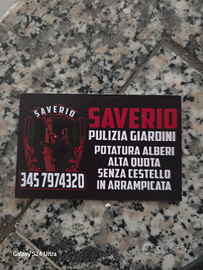 SAVERIO
345 7974320
SAVERIO
PULIZIA GIARDINI
POTATURA ALBERI
ALTA QUOTA
SENZA CESTELLO
IN ARRAMPICATA
Galaxy S24 Ultra